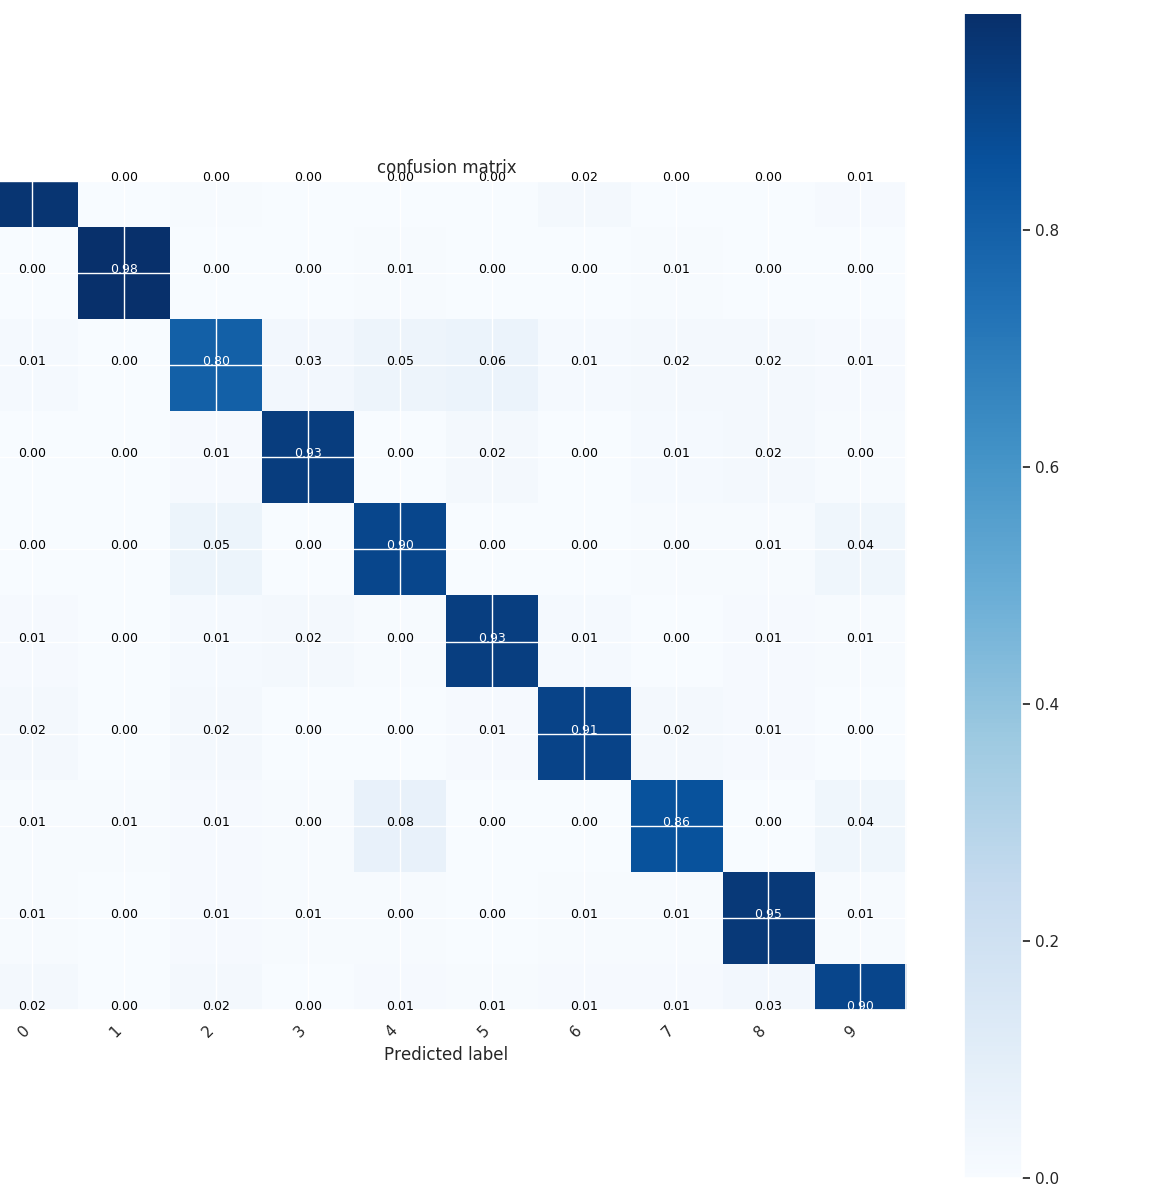 confusion matrix
0.00 0.00 0.00 0.00 0.00 0.02 0.00 0.00 0.01
0.00 0.98 0.00 0.00 0.01 0.00 0.00 0.01 0.00 0.00
0.01 0.00 0.80 0.03 0.05 0.06 0.01 0.02 0.02 0.01
0.00 0.00 0.01 0.93 0.00 0.02 0.00 0.01 0.02 0.00
0.00 0.00 0.05 0.00 0.90 0.00 0.00 0.00 0.01 0.04
0.01 0.00 0.01 0.02 0.00 0.93 0.01 0.00 0.01 0.01
0.02 0.00 0.02 0.00 0.00 0.01 0.91 0.02 0.01 0.00
0.01 0.01 0.01 0.00 0.08 0.00 0.00 0.86 0.00 0.04
0.01 0.00 0.01 0.01 0.00 0.00 0.01 0.01 0.95 0.01
0.02 0.00 0.02 0.00 0.01 0.01 0.01 0.01 0.03 0.90
0 1 2 3 4 5 6 7 8 9
Predicted label
0.8
0.6
0.4
0.2
0.0